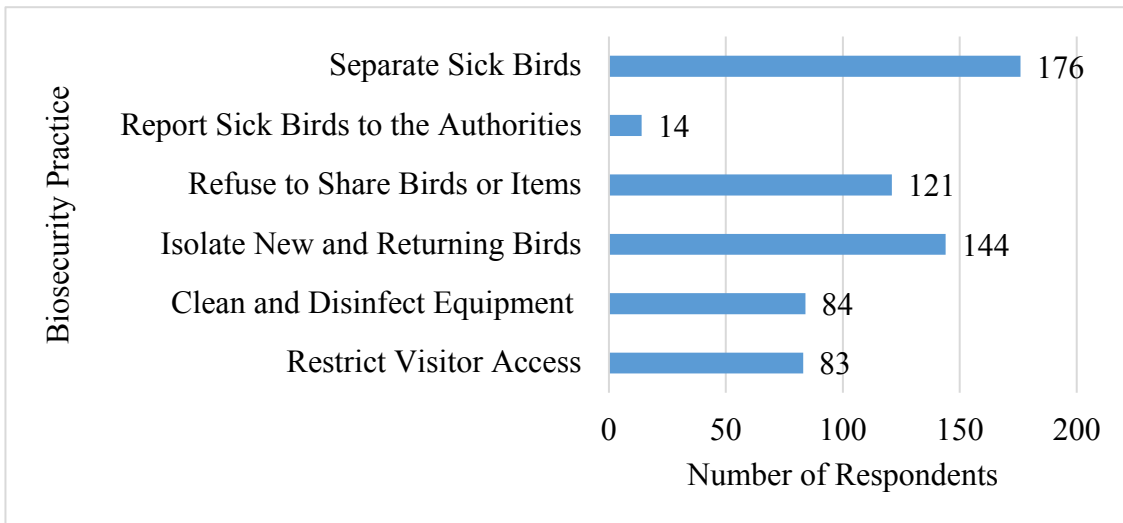 Biosecurity Practice
Separate Sick Birds 176
Report Sick Birds to the Authorities 14
Refuse to Share Birds or Items 121
Isolate New and Returning Birds 144
Clean and Disinfect Equipment 84
Restrict Visitor Access 83
0 50 100 150 200
Number of Respondents